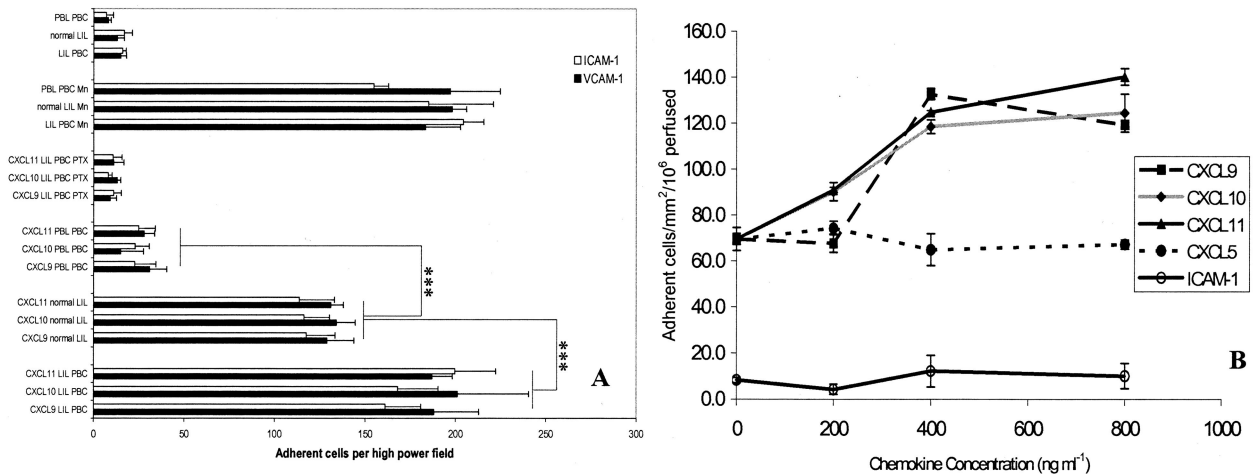 PBL PBC
normal LIL
LIL PBC
PBL PBC Mn
normal LIL Mn
LIL PBC Mn
CXCL11 LIL PBC PTX
CXCL10 LIL PBC PTX
CXCL9 LIL PBC PTX
CXCL11 PBL PBC
CXCL10 PBL PBC
CXCL9 PBL PBC
CXCL11 normal LIL
CXCL10 normal LIL
CXCL9 normal LIL
CXCL11 LIL PBC
CXCL10 LIL PBC
CXCL9 LIL PBC
ICAM-1
VCAM-1
***
***
A
0 50 100 150 200 250 300
Adherent cells per high power field
Adherent cells/mm²/10⁶ perfused
160.0
140.0
120.0
100.0
80.0
60.0
40.0
20.0
0.0
0 200 400 600 800 1000
Chemokine Concentration (ng ml⁻¹)
CXCL9
CXCL10
CXCL11
CXCL5
ICAM-1
B